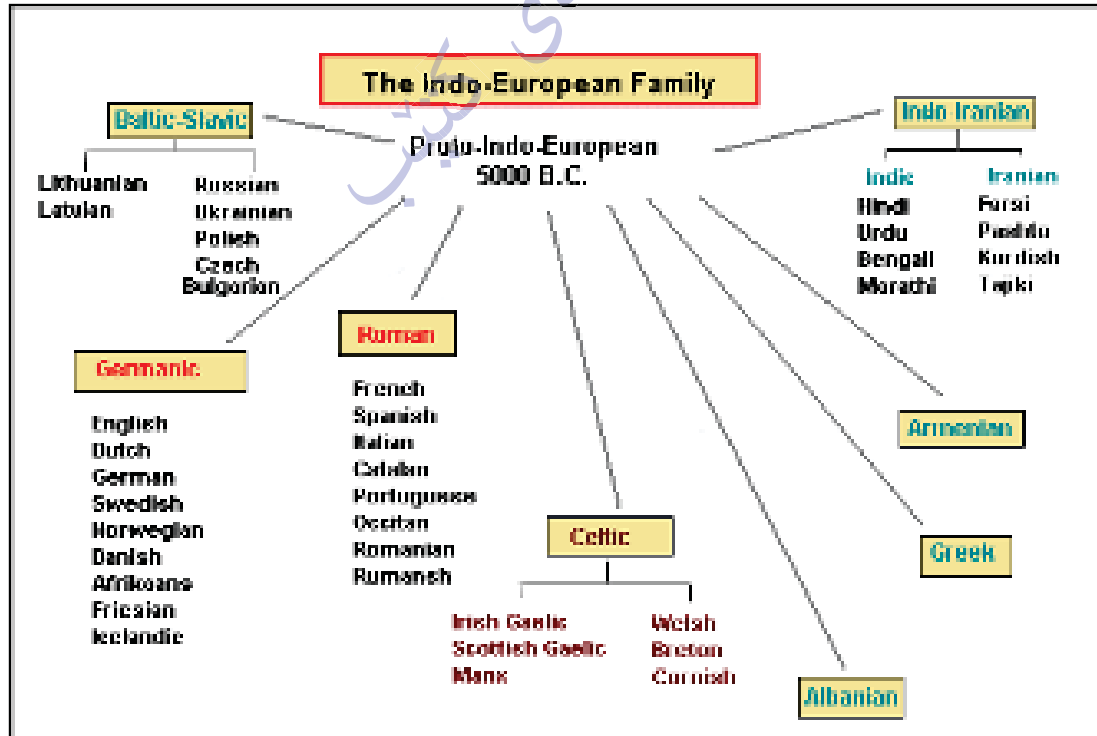 The Indo-European Family
Proto-Indo-European
5000 B.C.
Baltic-Slavic
Lithuanian
Latvian
Russian
Ukrainian
Polish
Czech
Bulgarian
Indo Iranian
Indic
Hindi
Urdu
Bengali
Marathi
Iranian
Farsi
Pashtu
Kurdish
Tajki
Germanic
English
Dutch
German
Swedish
Norwegian
Danish
Afrikaans
Friesian
Icelandic
Roman
French
Spanish
Italian
Catalan
Portuguese
Occitan
Romanian
Rumansh
Celtic
Irish Gaelic
Scottish Gaelic
Manx
Welsh
Breton
Cornish
Armenian
Greek
Albanian
کتب